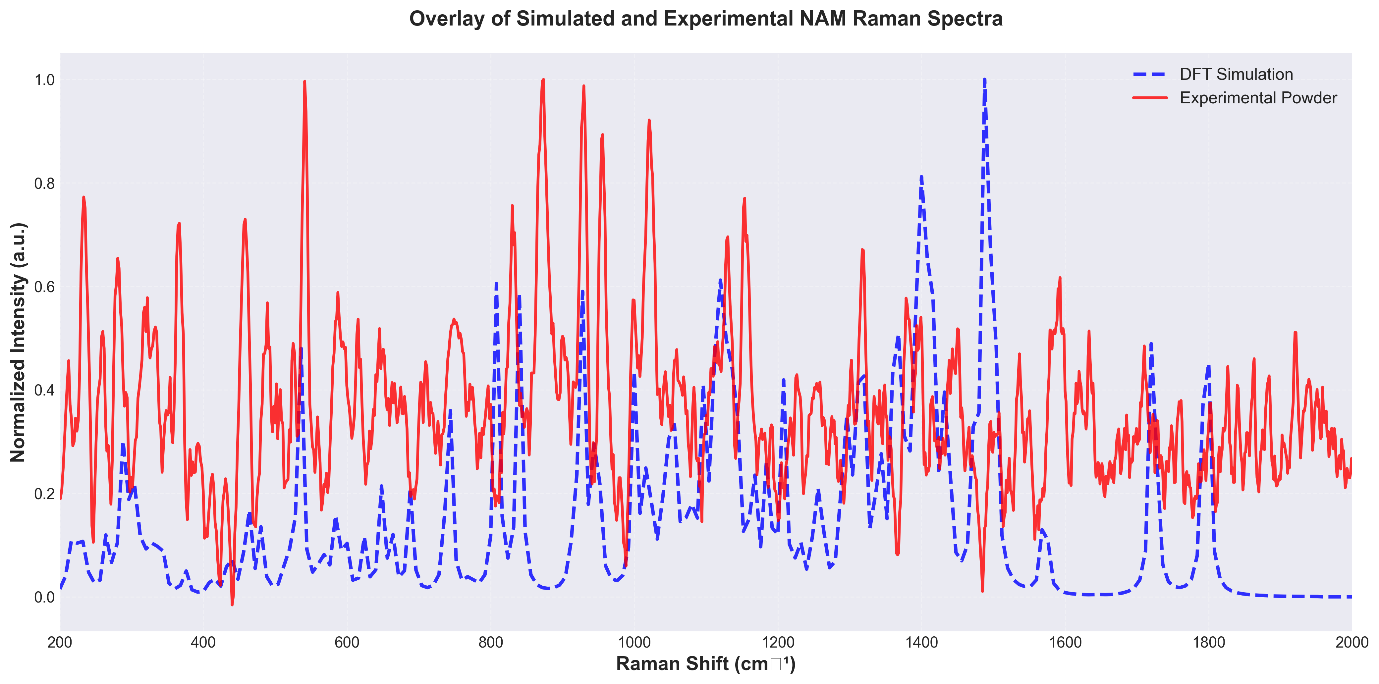 Overlay of Simulated and Experimental NAM Raman Spectra
DFT Simulation
Experimental Powder
Normalized Intensity (a.u.)
1.0
0.8
0.6
0.4
0.2
0.0
200 400 600 800 1000 1200 1400 1600 1800 2000
Raman Shift (cm□¹)